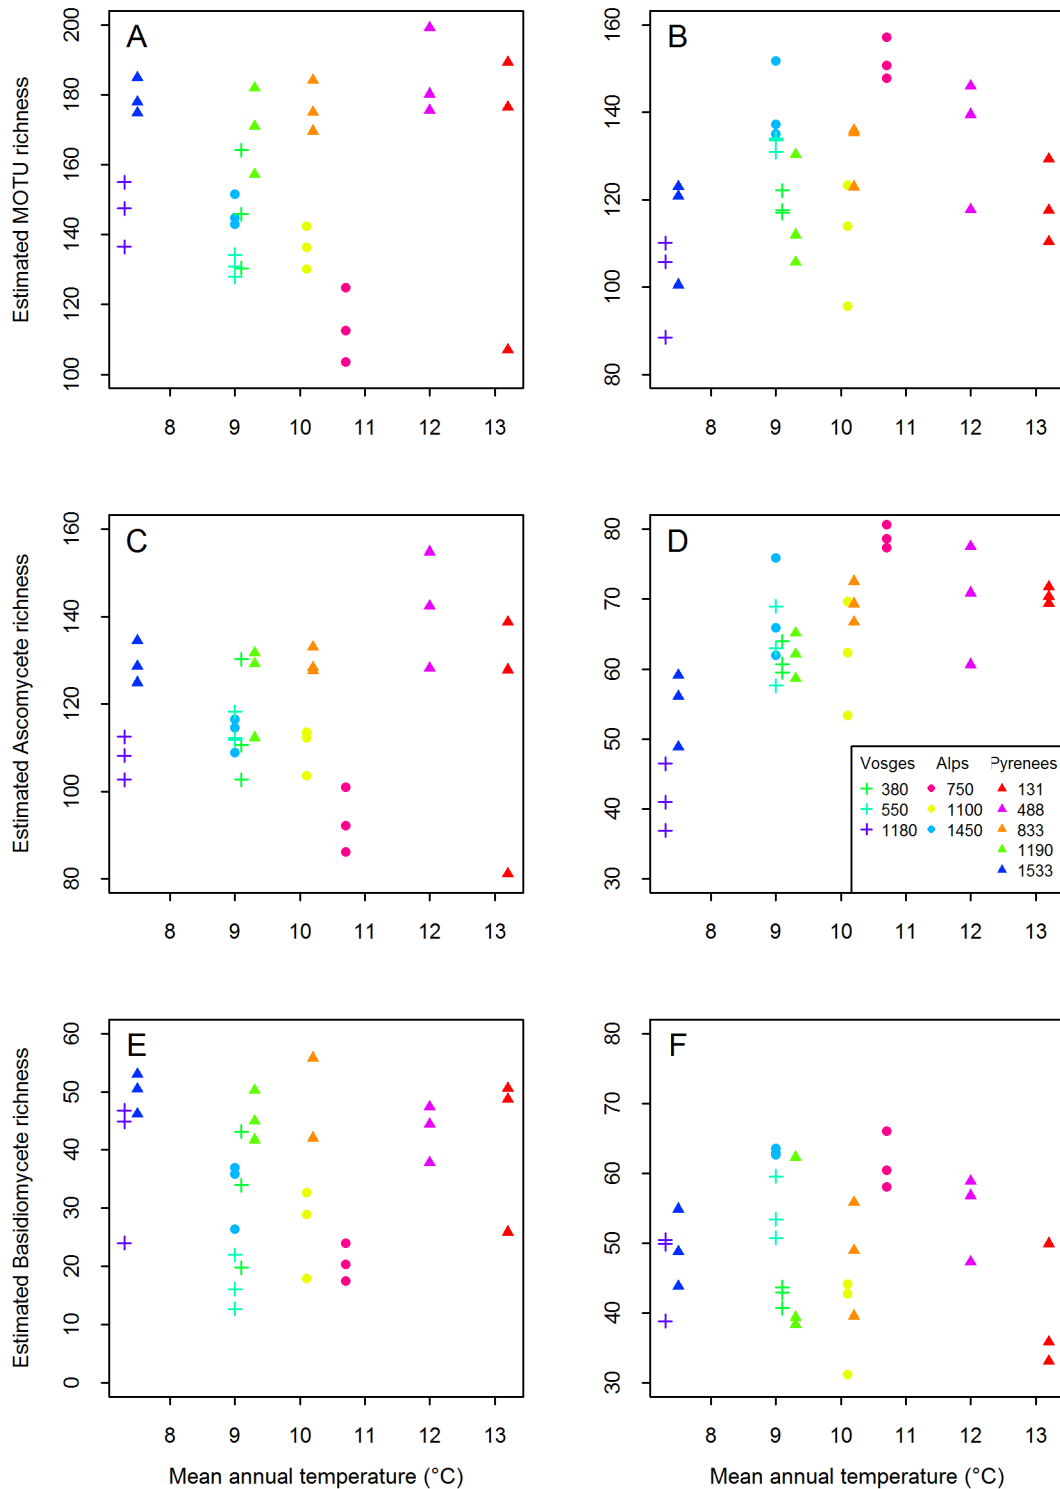 A
Estimated MOTU richness
200
180
160
140
120
100
8 9 10 11 12 13
B
160
140
120
100
80
8 9 10 11 12 13
C
Estimated Ascomycete richness
160
140
120
100
80
8 9 10 11 12 13
D
80
70
60
50
40
30
Vosges Alps Pyrenees
380 750 131
550 1100 488
1180 1450 833
1190
1533
8 9 10 11 12 13
E
Estimated Basidiomycete richness
60
50
40
30
20
10
0
8 9 10 11 12 13
Mean annual temperature (°C)
F
80
70
60
50
40
30
8 9 10 11 12 13
Mean annual temperature (°C)